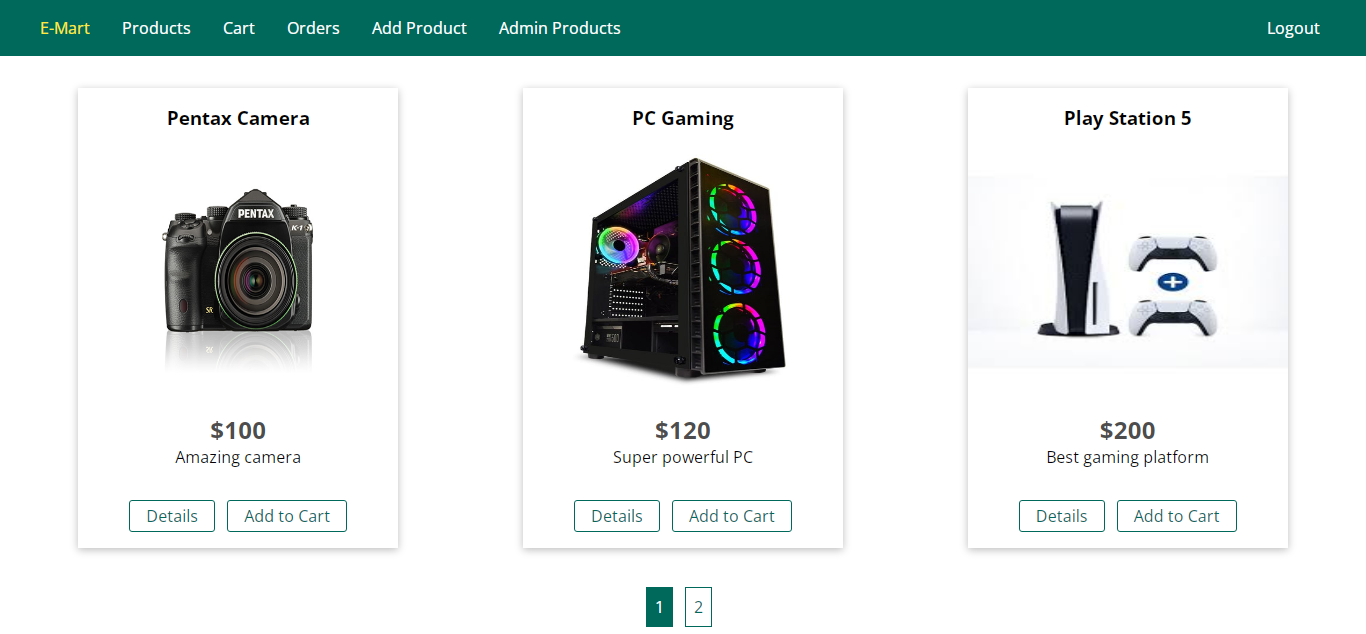 E-Mart Products Cart Orders Add Product Admin Products Logout
Pentax Camera
PENTAX
K-1
SR
$100
Amazing camera
Details Add to Cart
PC Gaming
$120
Super powerful PC
Details Add to Cart
Play Station 5
$200
Best gaming platform
Details Add to Cart
1 2